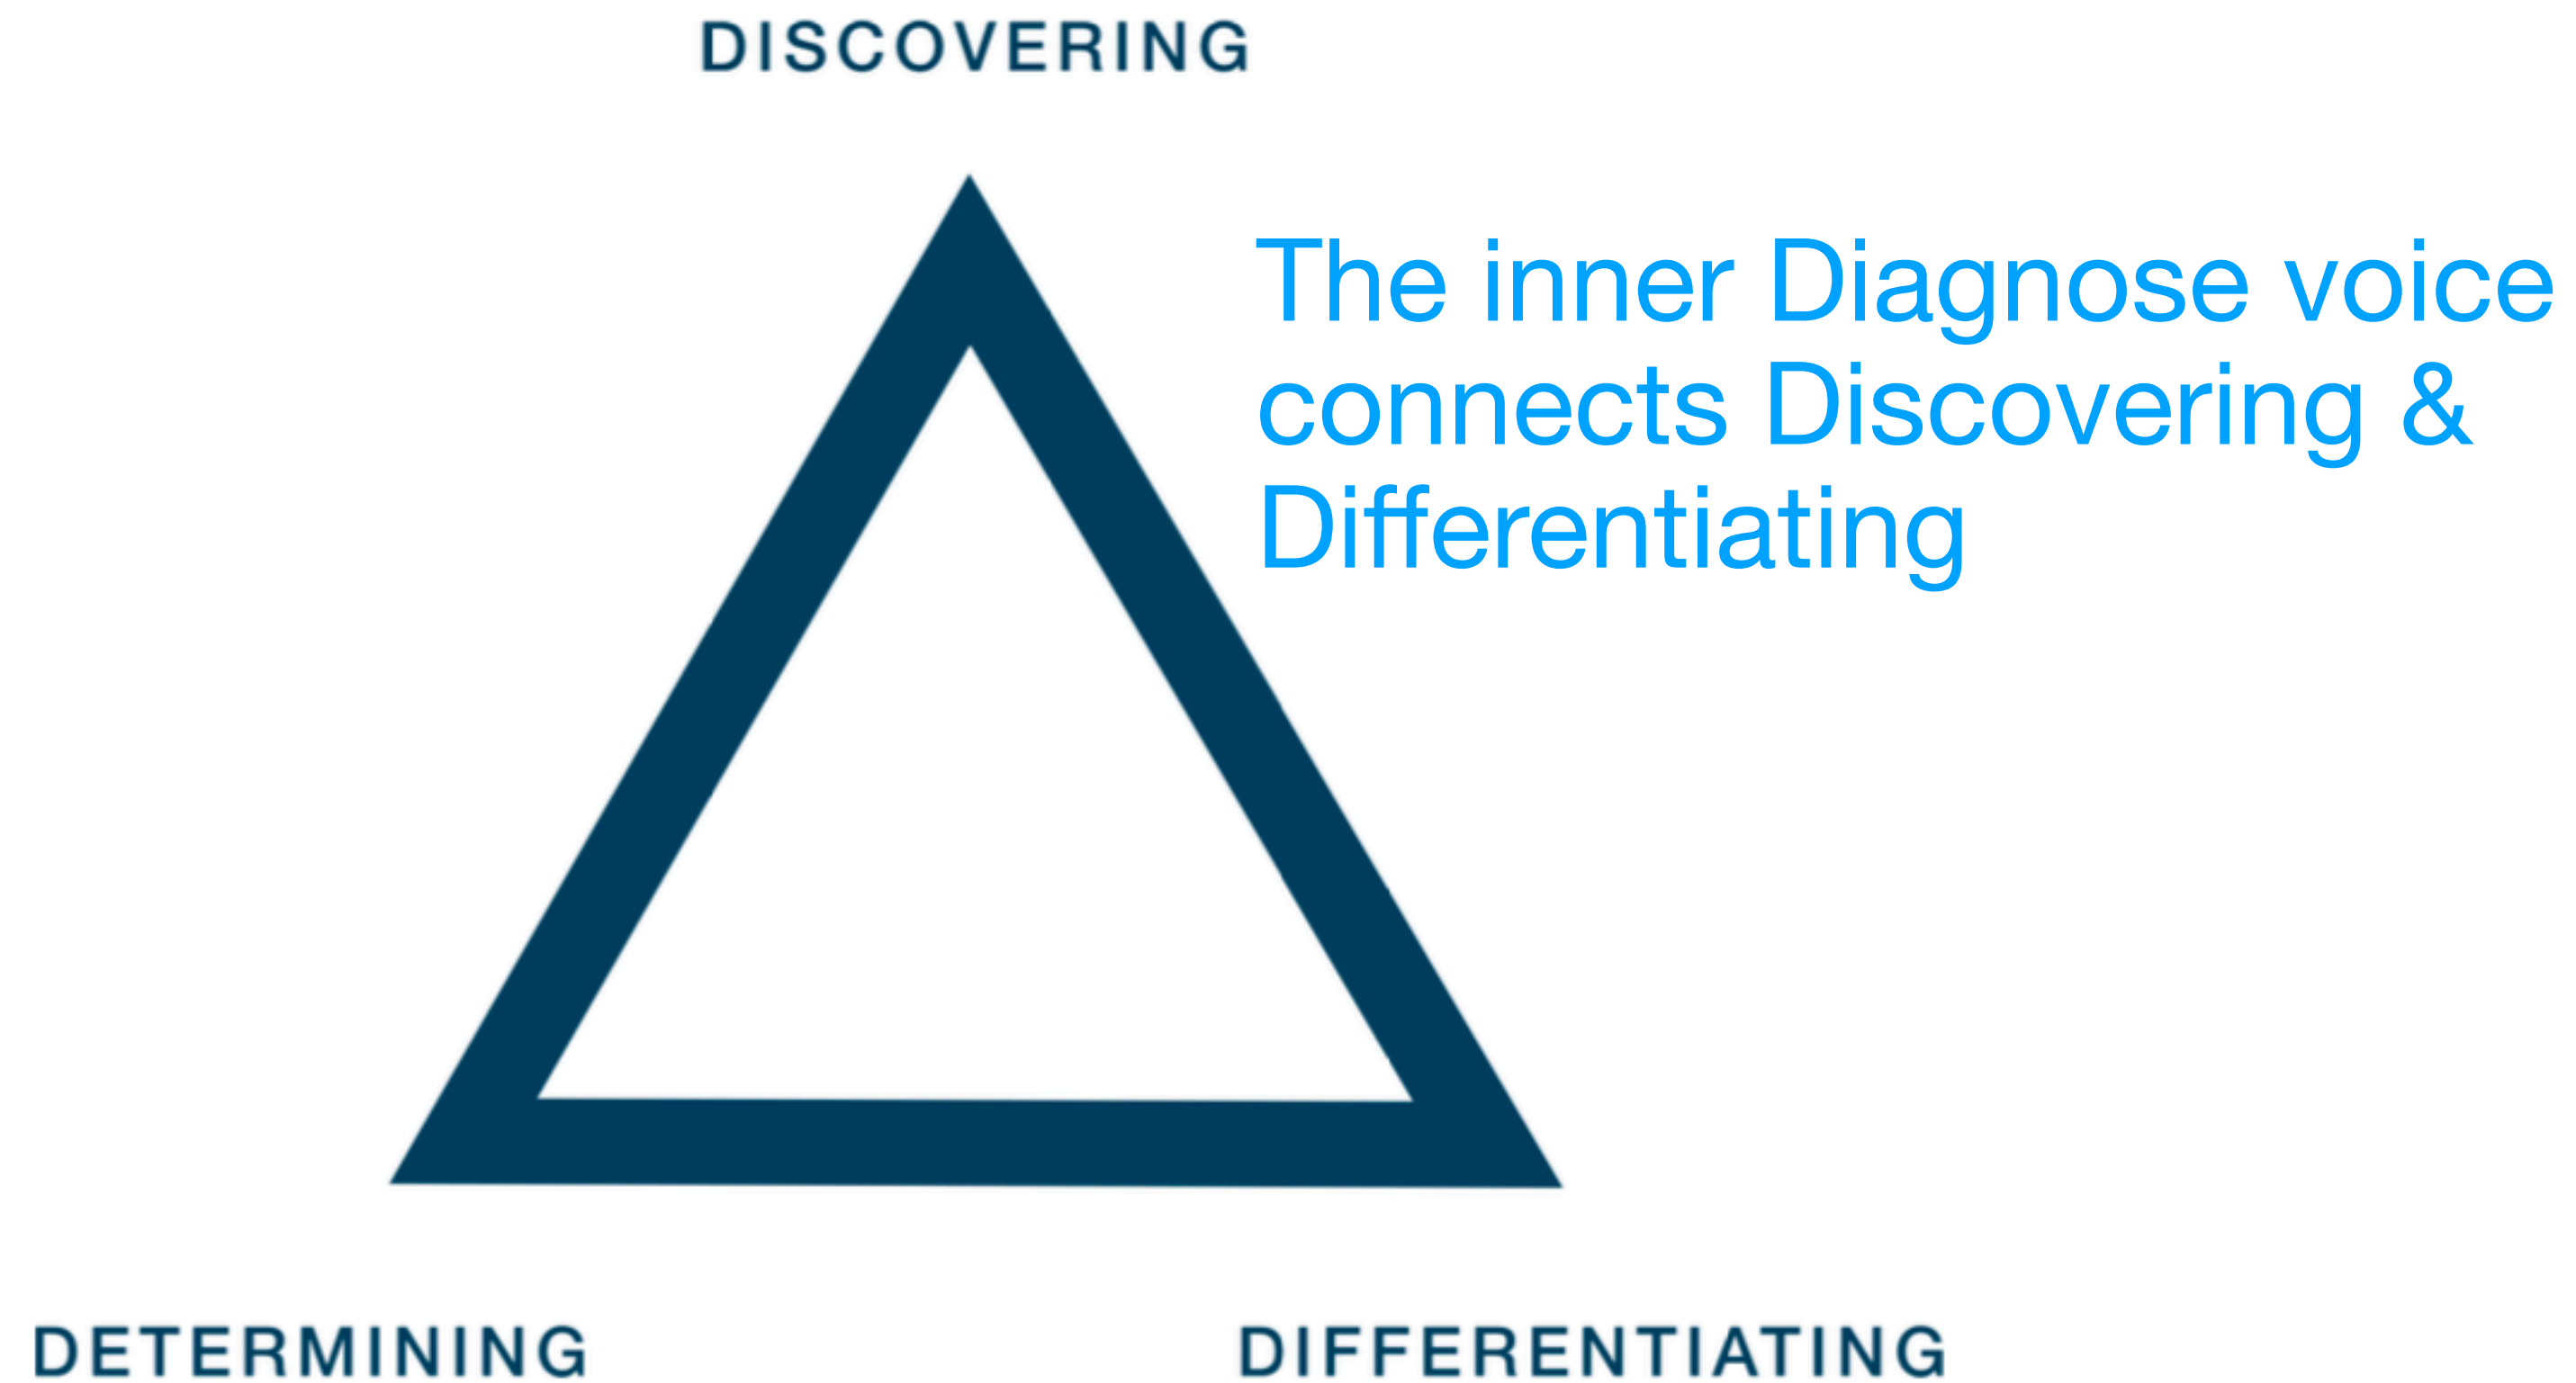 DISCOVERING
The inner Diagnose voice
connects Discovering &
Differentiating
DETERMINING
DIFFERENTIATING